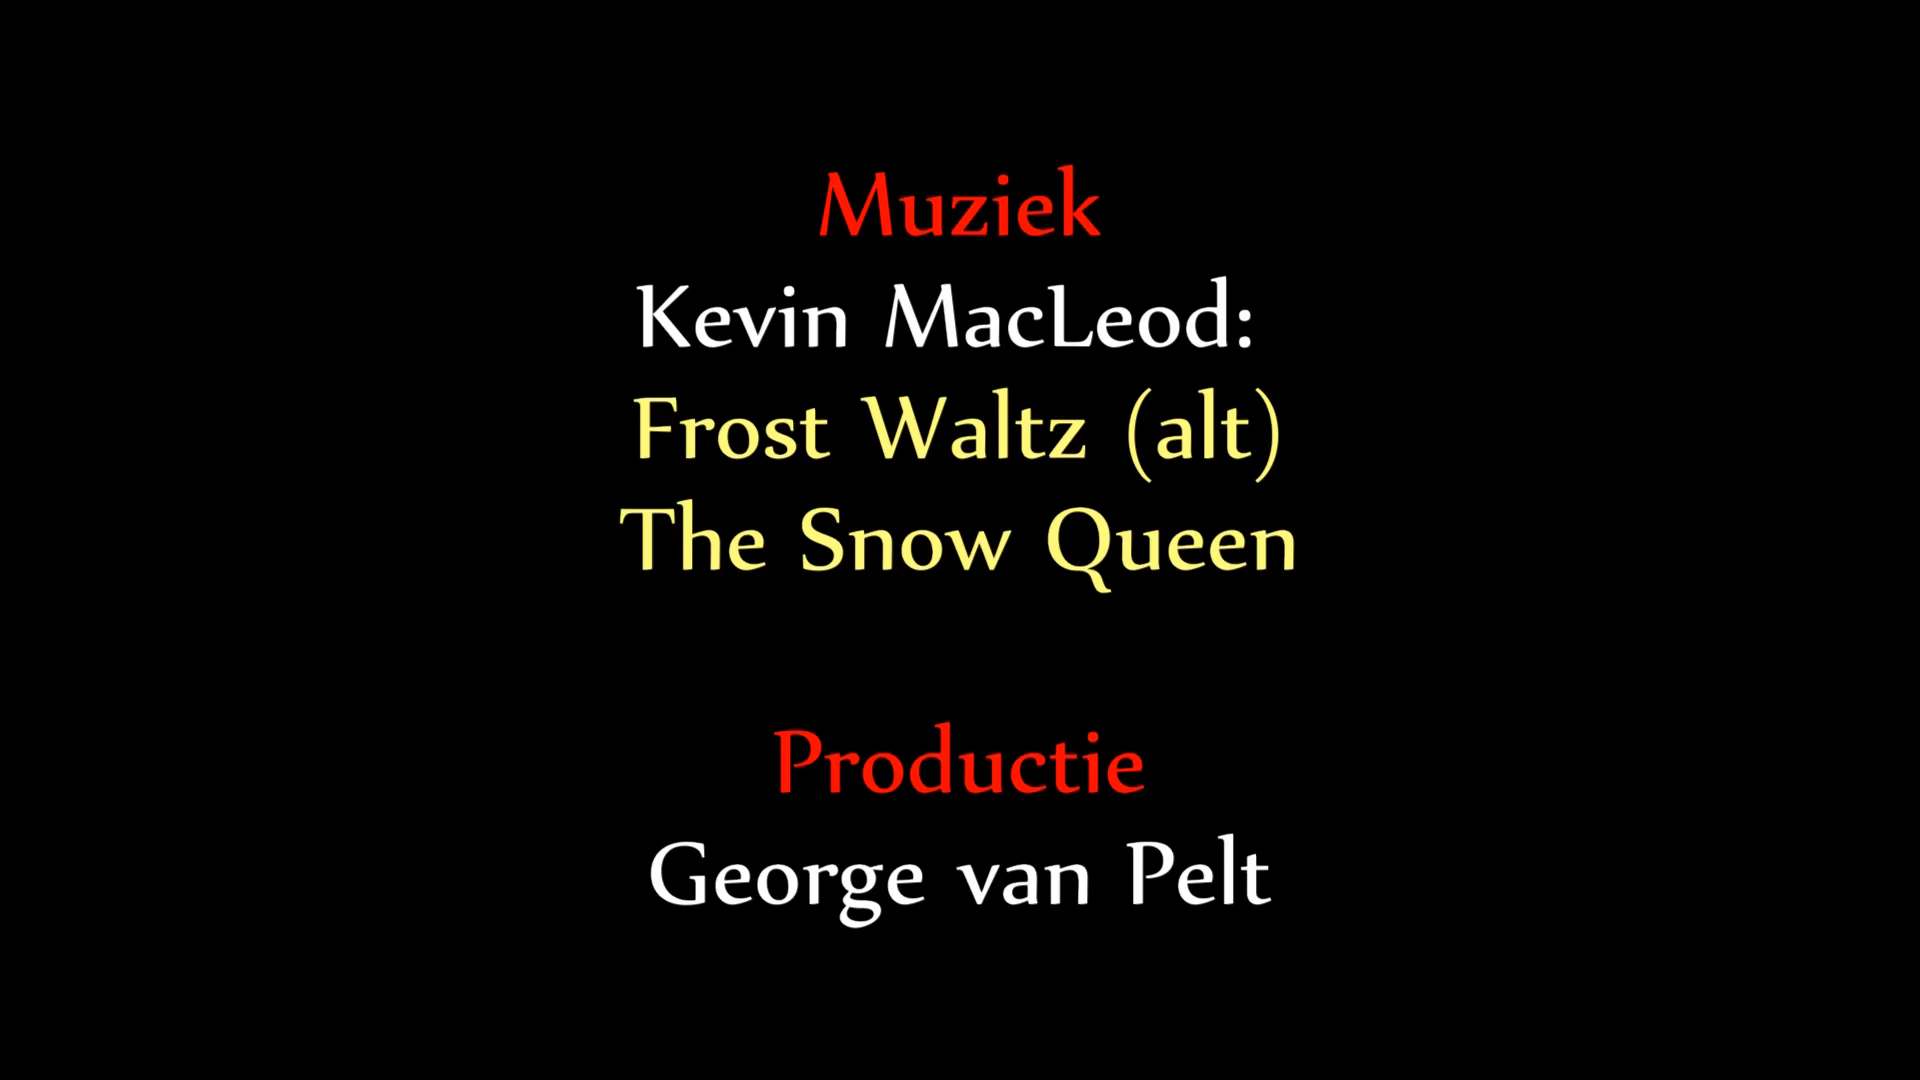 Muziek
Kevin MacLeod:
Frost Waltz (alt)
The Snow Queen
Productie
George van Pelt